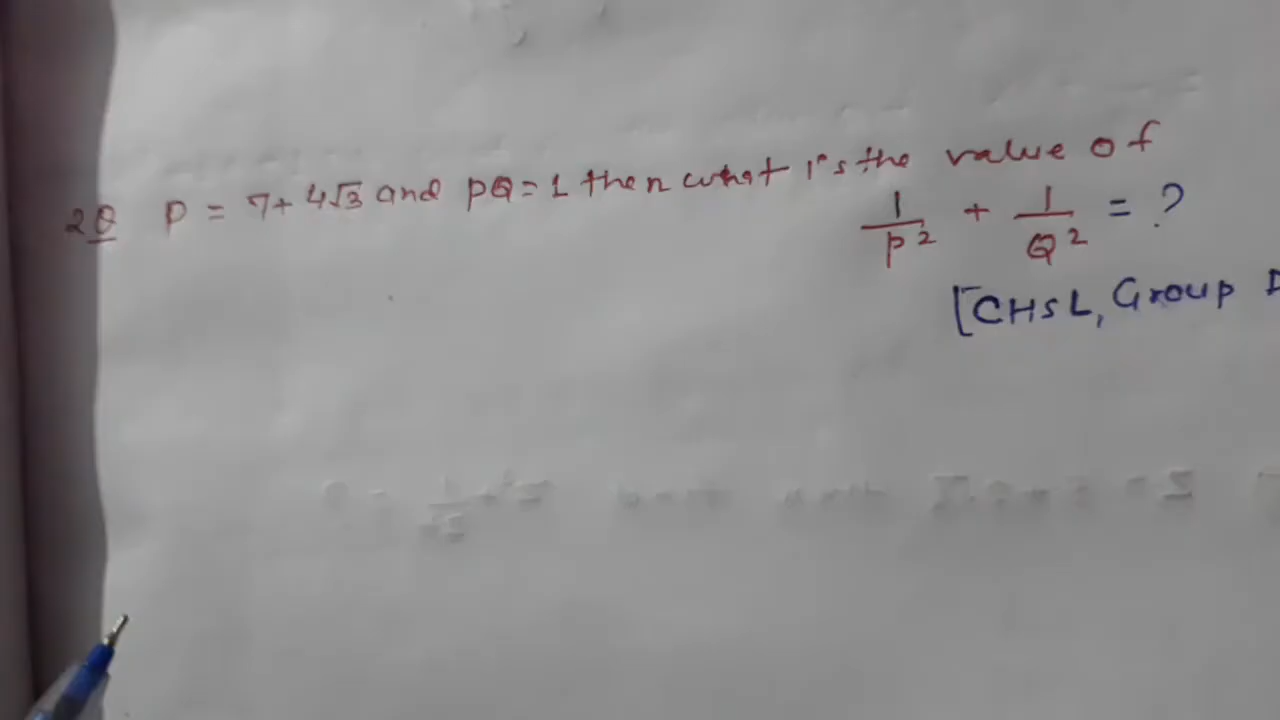 2Q P = 7+ 4√3 and PQ = 1 then what is the value of
1/P² + 1/Q² = ?
[CHSL, Group